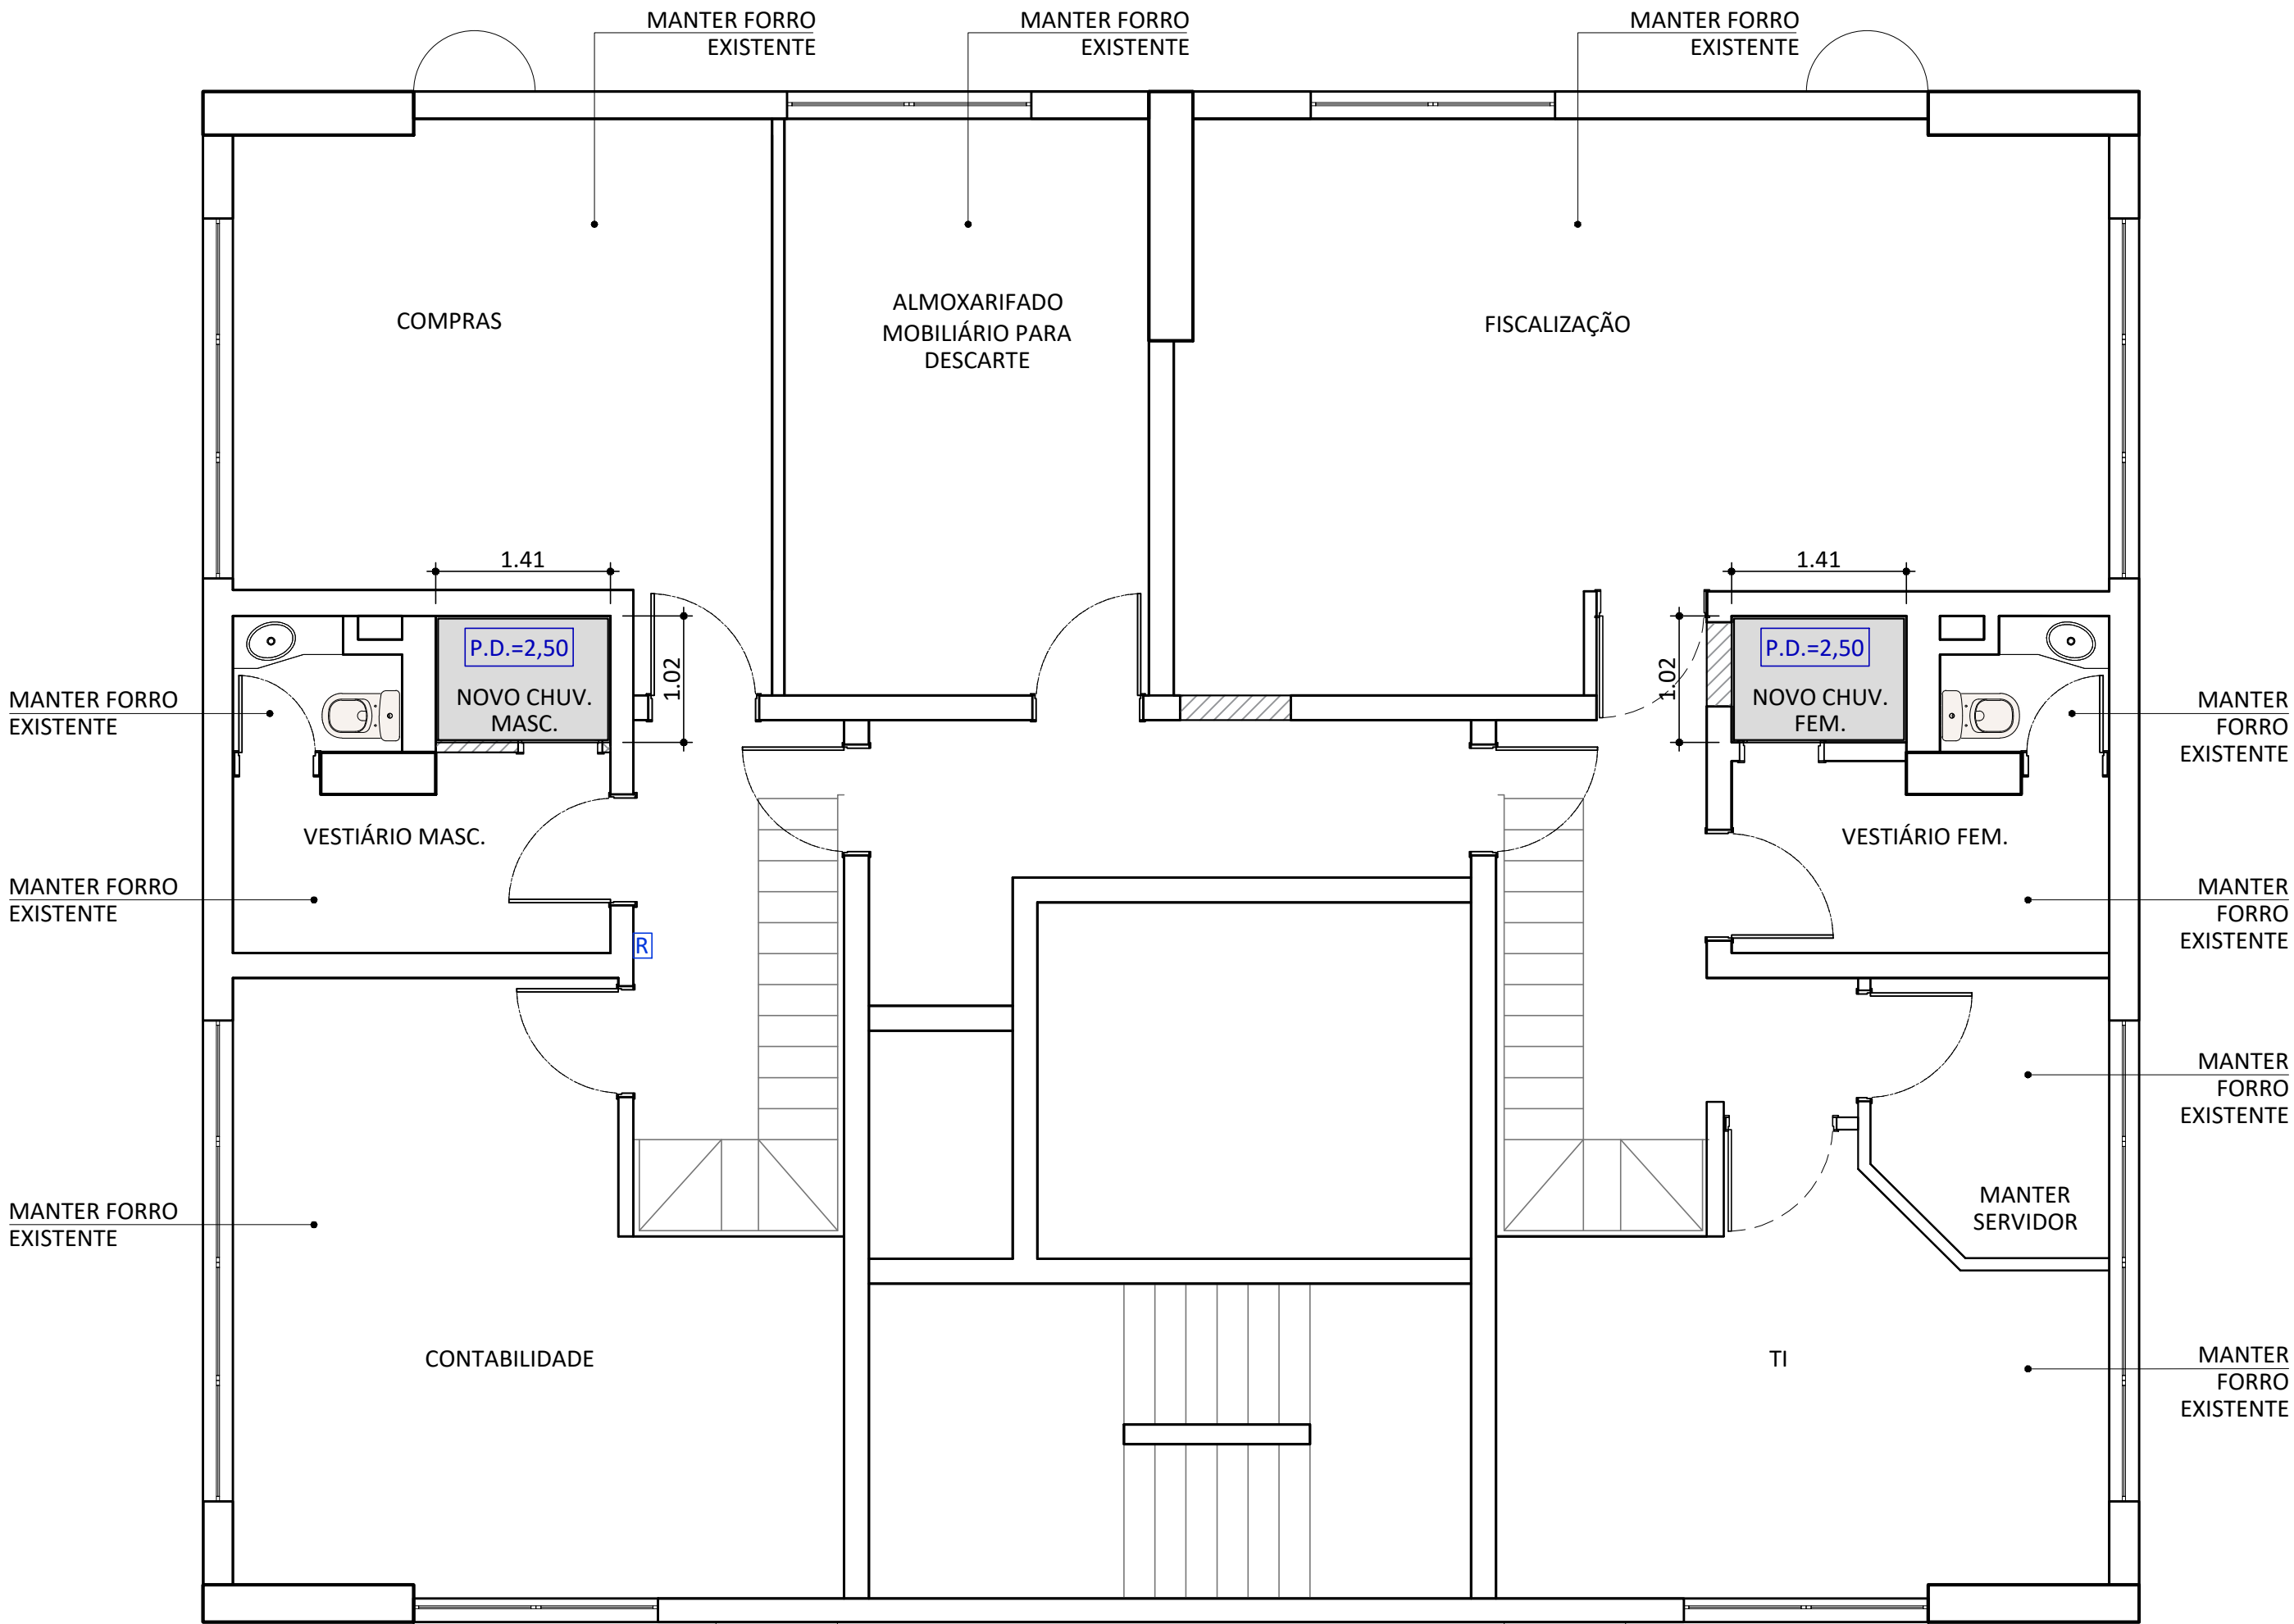 MANTER FORRO
EXISTENTE
MANTER FORRO
EXISTENTE
MANTER FORRO
EXISTENTE
COMPRAS
ALMOXARIFADO
MOBILIÁRIO PARA
DESCARTE
FISCALIZAÇÃO
1.41
1.41
P.D.=2,50
1.02
NOVO CHUV.
MASC.
1.02
P.D.=2,50
NOVO CHUV.
FEM.
MANTER FORRO
EXISTENTE
MANTER
FORRO
EXISTENTE
VESTIÁRIO MASC.
VESTIÁRIO FEM.
MANTER FORRO
EXISTENTE
MANTER
FORRO
EXISTENTE
R
MANTER
FORRO
EXISTENTE
MANTER FORRO
EXISTENTE
MANTER
SERVIDOR
CONTABILIDADE
TI
MANTER
FORRO
EXISTENTE